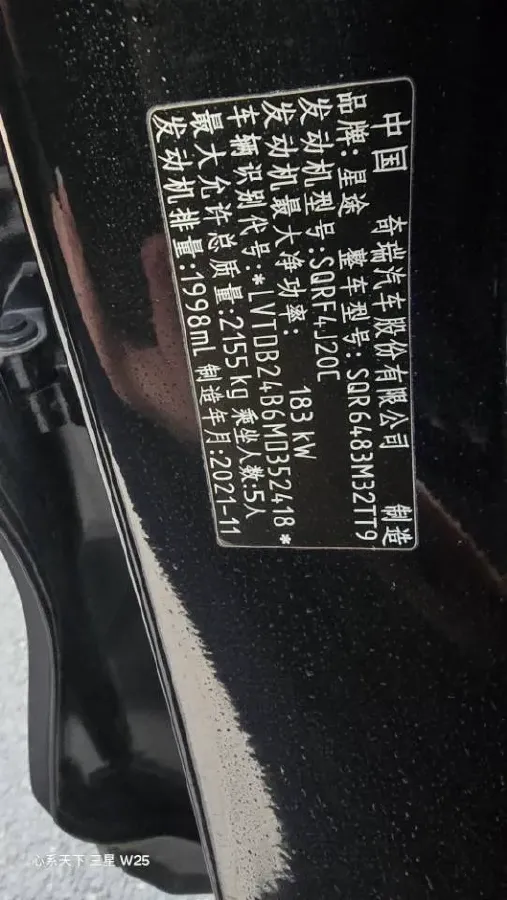 中国 奇瑞汽车股份有限公司 制造
品牌:星途 整车型号:SQR6483M32TT9
发动机型号:SQRF4J20C
发动机最大净功率: 183 kW
车辆识别代号:*LVTDB24B6MD352418*
最大允许总质量:2155 kg 乘坐人数:5人
发动机排量:1998mL 制造年月:2021-11
心系天下 三星 W25